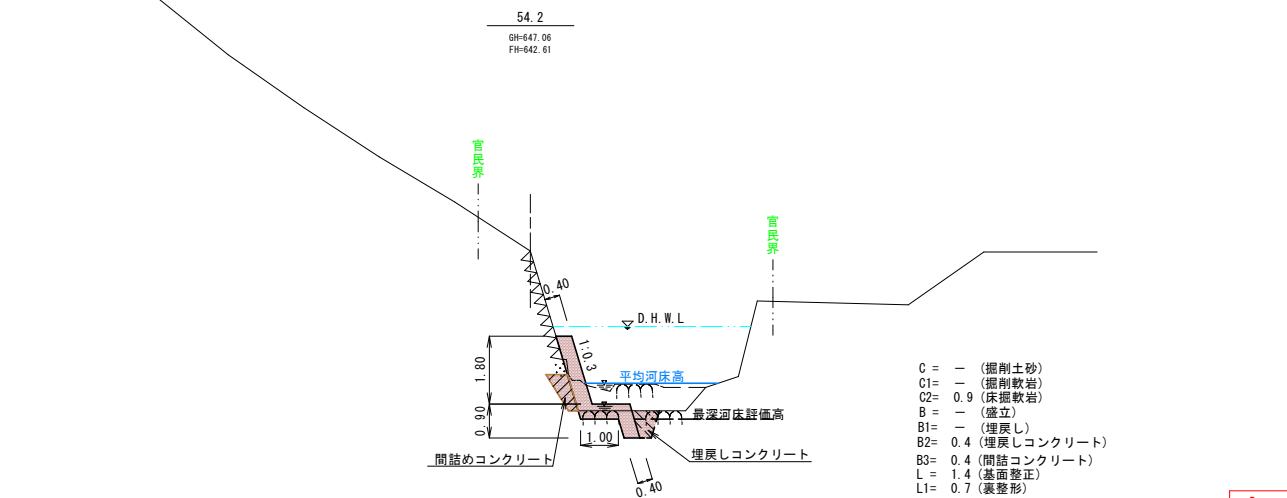 54.2
GH=647.06
FH=642.61
官民界
官民界
0.40
D.H.W.L
1:0.3
1.80
平均河床高
0.90
最深河床評価高
1.00
間詰めコンクリート
埋戻しコンクリート
0.40
C = － (掘削土砂)
C1= － (掘削軟岩)
C2= 0.9 (床掘軟岩)
B = － (盛立)
B1= － (埋戻し)
B2= 0.4 (埋戻しコンクリート)
B3= 0.4 (間詰コンクリート)
L = 1.4 (基面整正)
L1= 0.7 (裏整形)